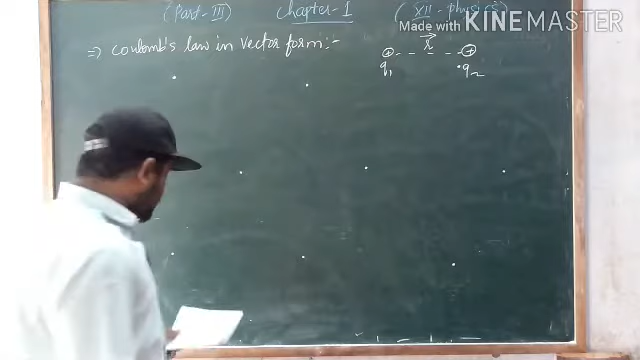 (Part-III) Chapter-1 (XII-Physics)
Made with KINEMASTER
⇒ Coulomb's law in Vector form:-
r
+ +
q1 q2